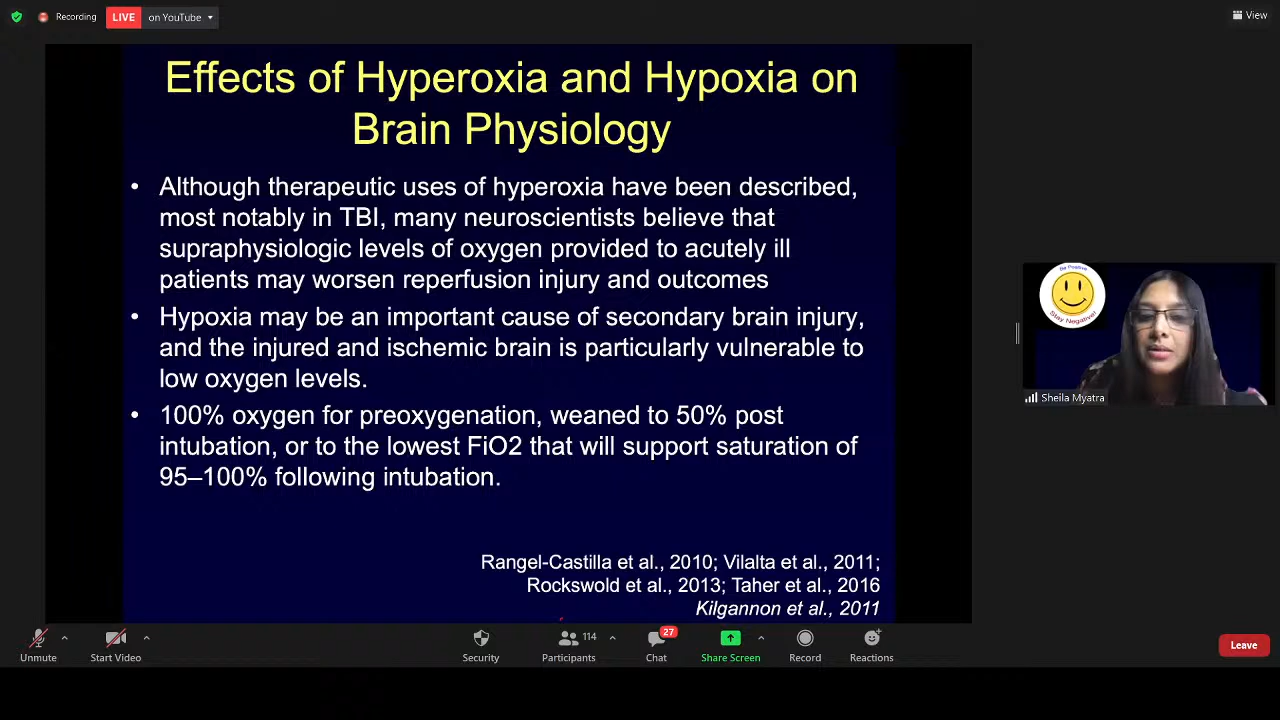 Recording
LIVE on YouTube
View
Effects of Hyperoxia and Hypoxia on
Brain Physiology
• Although therapeutic uses of hyperoxia have been described,
most notably in TBI, many neuroscientists believe that
supraphysiologic levels of oxygen provided to acutely ill
patients may worsen reperfusion injury and outcomes
• Hypoxia may be an important cause of secondary brain injury,
and the injured and ischemic brain is particularly vulnerable to
low oxygen levels.
• 100% oxygen for preoxygenation, weaned to 50% post
intubation, or to the lowest FiO2 that will support saturation of
95–100% following intubation.
Rangel-Castilla et al., 2010; Vilalta et al., 2011;
Rockswold et al., 2013; Taher et al., 2016
Kilgannon et al., 2011
Be Positive
Stay Negative!
Sheila Myatra
Unmute
Start Video
Security
114
Participants
27
Chat
Share Screen
Record
Reactions
Leave